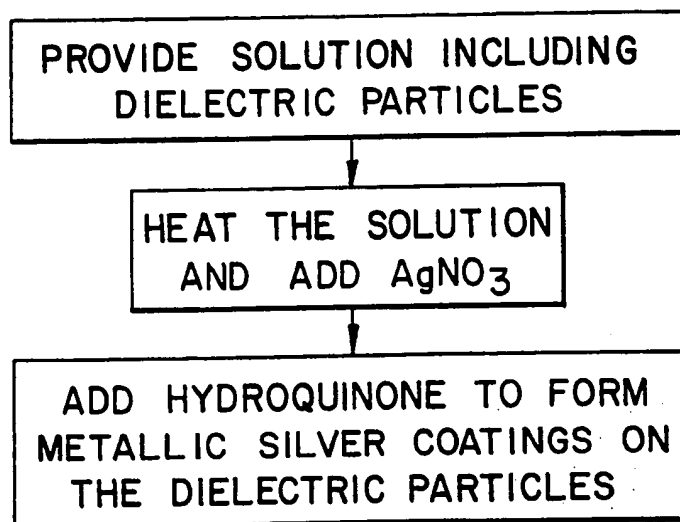 PROVIDE SOLUTION INCLUDING
DIELECTRIC PARTICLES
HEAT THE SOLUTION
AND ADD AgNO3
ADD HYDROQUINONE TO FORM
METALLIC SILVER COATINGS ON
THE DIELECTRIC PARTICLES